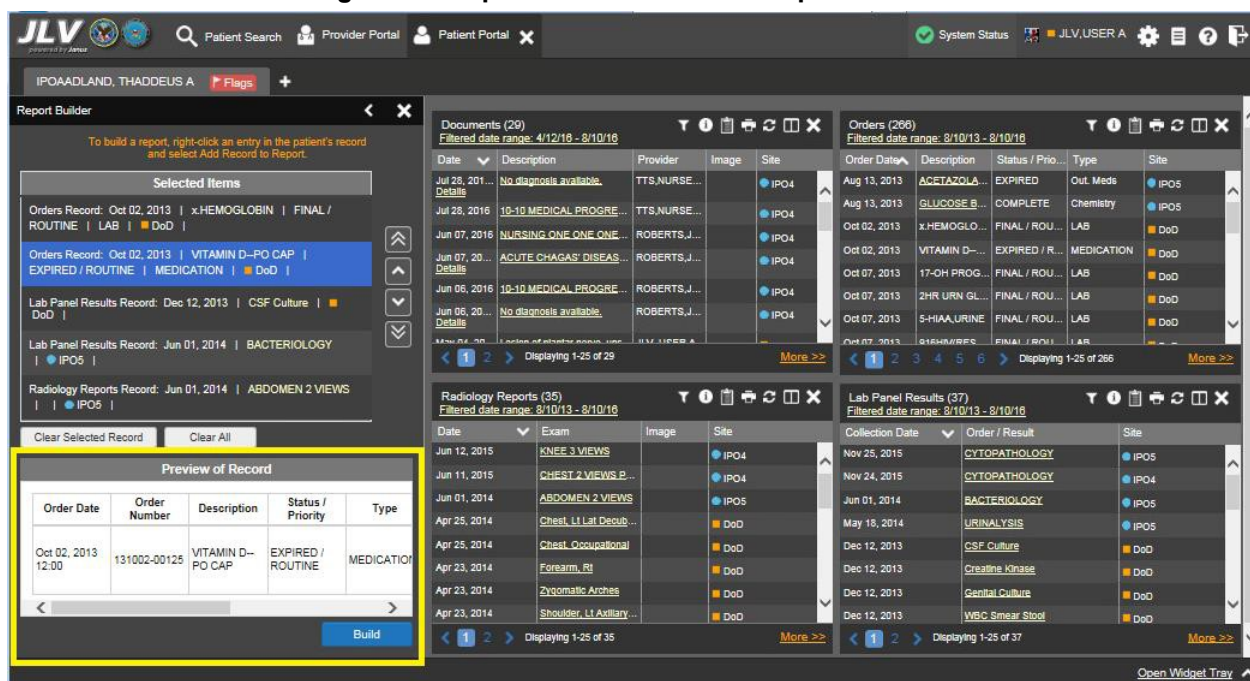 JLV
powered by Janus
Patient Search
Provider Portal
Patient Portal
System Status
JLV,USER A
IPOAADLAND, THADDEUS A
Flags
Report Builder
To build a report, right-click an entry in the patient's record
and select Add Record to Report.
Selected Items
Orders Record: Oct 02, 2013 | x.HEMOGLOBIN | FINAL /
ROUTINE | LAB | DoD |
Orders Record: Oct 02, 2013 | VITAMIN D--PO CAP |
EXPIRED / ROUTINE | MEDICATION | DoD |
Lab Panel Results Record: Dec 12, 2013 | CSF Culture |
DoD |
Lab Panel Results Record: Jun 01, 2014 | BACTERIOLOGY
| IPO5 |
Radiology Reports Record: Jun 01, 2014 | ABDOMEN 2 VIEWS
| | IPO5 |
Clear Selected Record
Clear All
Preview of Record
Order Date Order Number Description Status / Priority Type
Oct 02, 2013 12:00 131002-00125 VITAMIN D--PO CAP EXPIRED / ROUTINE MEDICATION
Build
Documents (29)
Filtered date range: 4/12/16 - 8/10/16
Date Description Provider Image Site
Jul 28, 201... No diagnosis available. TTS,NURSE... IPO4
Details
Jul 28, 2016 10-10 MEDICAL PROGRE... TTS,NURSE... IPO4
Jun 07, 2016 NURSING ONE ONE ONE... ROBERTS,J... IPO4
Jun 07, 20... ACUTE CHAGAS' DISEAS... ROBERTS,J... IPO4
Details
Jun 06, 2016 10-10 MEDICAL PROGRE... ROBERTS,J... IPO4
Jun 06, 20... No diagnosis available. ROBERTS,J... IPO4
Details
1 2 Displaying 1-25 of 29 More >>
Orders (266)
Filtered date range: 8/10/13 - 8/10/16
Order Date Description Status / Prio... Type Site
Aug 13, 2013 ACETAZOLA... EXPIRED Out. Meds IPO5
Aug 13, 2013 GLUCOSE B... COMPLETE Chemistry IPO5
Oct 02, 2013 x.HEMOGLO... FINAL / ROU... LAB DoD
Oct 02, 2013 VITAMIN D--... EXPIRED / R... MEDICATION DoD
Oct 07, 2013 17-OH PROG... FINAL / ROU... LAB DoD
Oct 07, 2013 2HR URN GL... FINAL / ROU... LAB DoD
Oct 07, 2013 5-HIAA,URINE FINAL / ROU... LAB DoD
1 2 3 4 5 6 Displaying 1-25 of 266 More >>
Radiology Reports (35)
Filtered date range: 8/10/13 - 8/10/16
Date Exam Image Site
Jun 12, 2015 KNEE 3 VIEWS IPO4
Jun 11, 2015 CHEST 2 VIEWS P... IPO4
Jun 01, 2014 ABDOMEN 2 VIEWS IPO5
Apr 25, 2014 Chest, Lt Lat Decub... DoD
Apr 25, 2014 Chest, Occupational DoD
Apr 23, 2014 Forearm, Rt DoD
Apr 23, 2014 Zygomatic Arches DoD
Apr 23, 2014 Shoulder, Lt Axillary... DoD
1 2 Displaying 1-25 of 35 More >>
Lab Panel Results (37)
Filtered date range: 8/10/13 - 8/10/16
Collection Date Order / Result Site
Nov 25, 2015 CYTOPATHOLOGY IPO5
Nov 24, 2015 CYTOPATHOLOGY IPO5
Jun 01, 2014 BACTERIOLOGY IPO5
May 18, 2014 URINALYSIS IPO5
Dec 12, 2013 CSF Culture DoD
Dec 12, 2013 Creatine Kinase DoD
Dec 12, 2013 Genital Culture DoD
Dec 12, 2013 WBC Smear Stool DoD
1 2 Displaying 1-25 of 37 More >>
Open Widget Tray